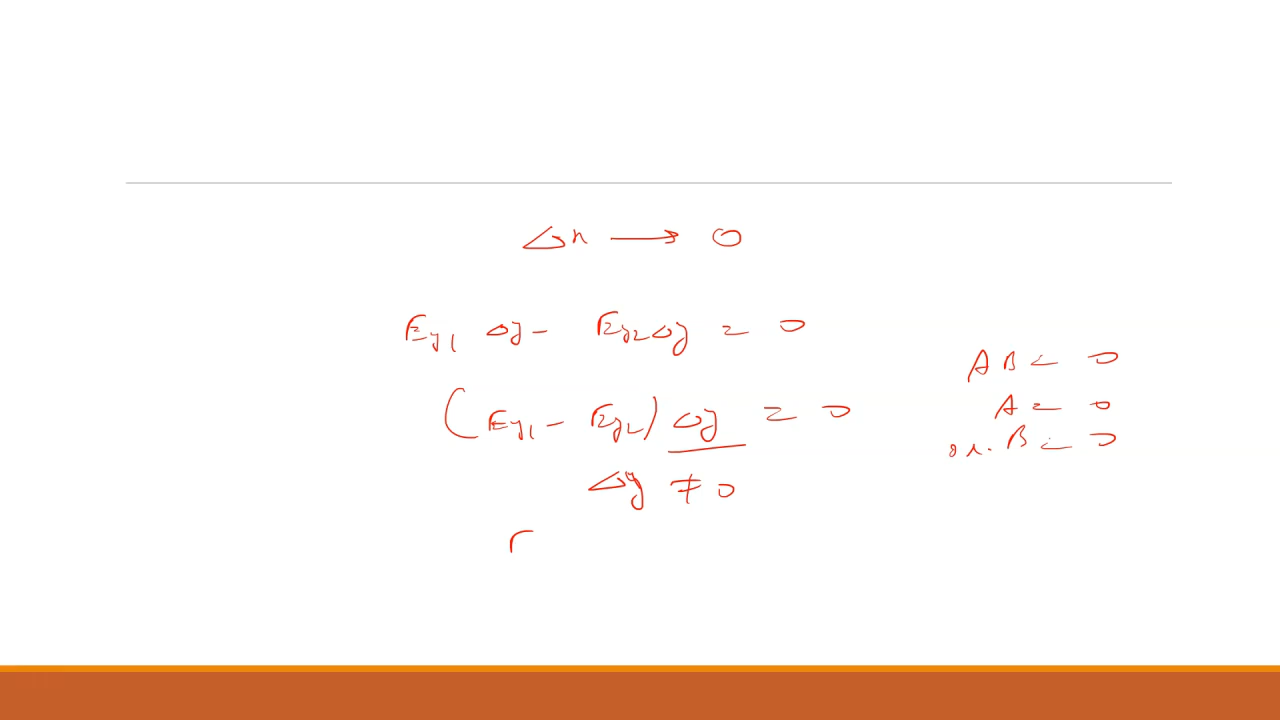 Δx → 0
Ey1 Δy - Ey2 Δy = 0
(Ey1 - Ey2) Δy = 0
Δy ≠ 0
AB = 0
A = 0
or. B = 0